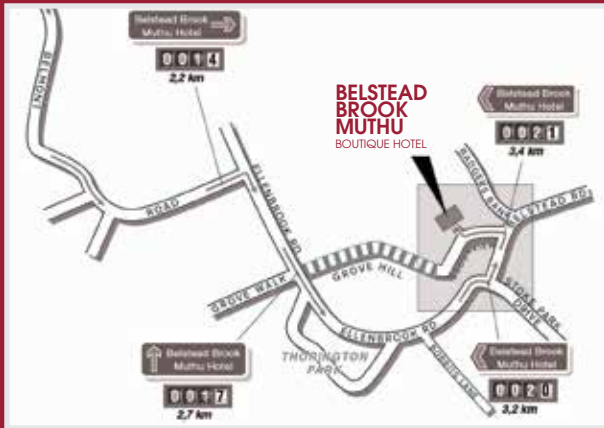 Belstead Brook
Muthu Hotel
0014
2,2 km
BELMONT
ROAD
ELLENBROOK RD
BELSTEAD
BROOK
MUTHU
BOUTIQUE HOTEL
Belstead Brook
Muthu Hotel
0021
3,4 km
BELSTEAD RD
GROVE HILL
GROVE WALK
ELLENBROOK RD
STOKE PARK
DRIVE
THORINGTON
PARK
Belstead Brook
Muthu Hotel
0017
2,7 km
Belstead Brook
Muthu Hotel
0020
3,2 km